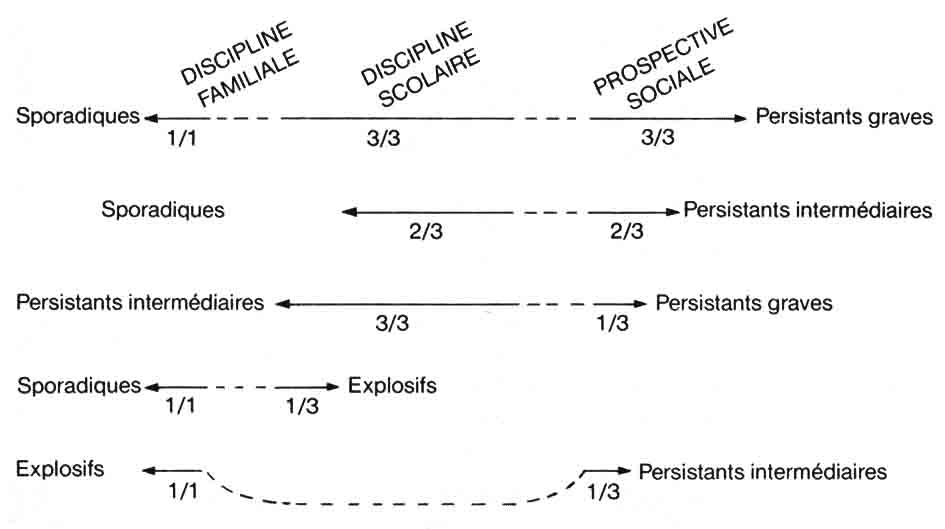 DISCIPLINE
FAMILIALE
DISCIPLINE
SCOLAIRE
PROSPECTIVE
SOCIALE
Sporadiques
Persistants graves
1/1
3/3
3/3
Sporadiques
Persistants intermédiaires
2/3
2/3
Persistants intermédiaires
Persistants graves
3/3
1/3
Sporadiques
Explosifs
1/1
1/3
Explosifs
Persistants intermédiaires
1/1
1/3